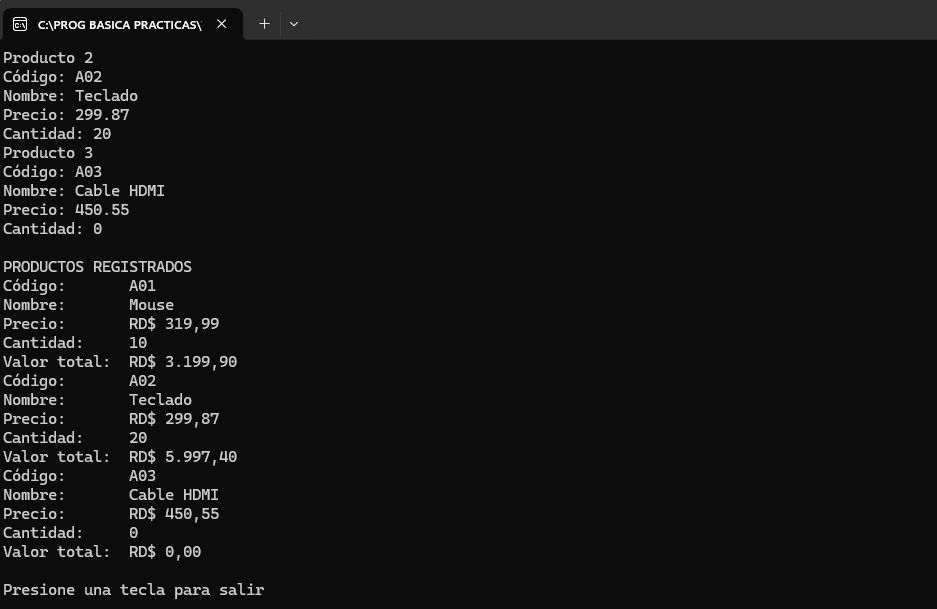 C:\PROG BASICA PRACTICAS\
Producto 2
Código: A02
Nombre: Teclado
Precio: 299.87
Cantidad: 20
Producto 3
Código: A03
Nombre: Cable HDMI
Precio: 450.55
Cantidad: 0
PRODUCTOS REGISTRADOS
Código: A01
Nombre: Mouse
Precio: RD$ 319,99
Cantidad: 10
Valor total: RD$ 3.199,90
Código: A02
Nombre: Teclado
Precio: RD$ 299,87
Cantidad: 20
Valor total: RD$ 5.997,40
Código: A03
Nombre: Cable HDMI
Precio: RD$ 450,55
Cantidad: 0
Valor total: RD$ 0,00
Presione una tecla para salir